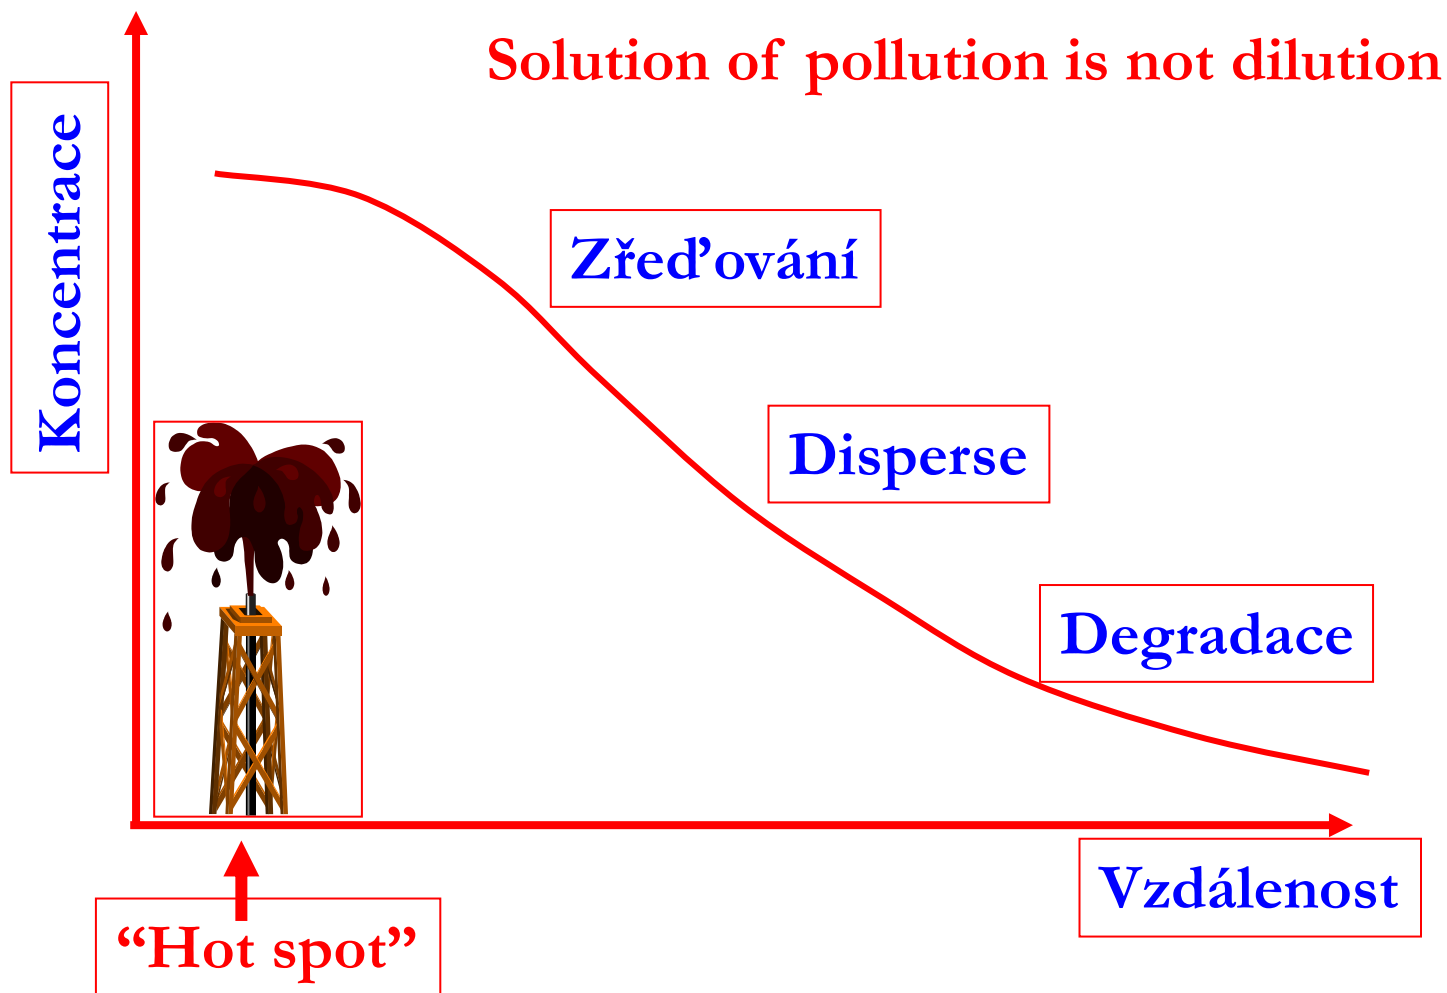 Solution of pollution is not dilution
Koncentrace
Zřeďování
Disperse
Degradace
Vzdálenost
“Hot spot”